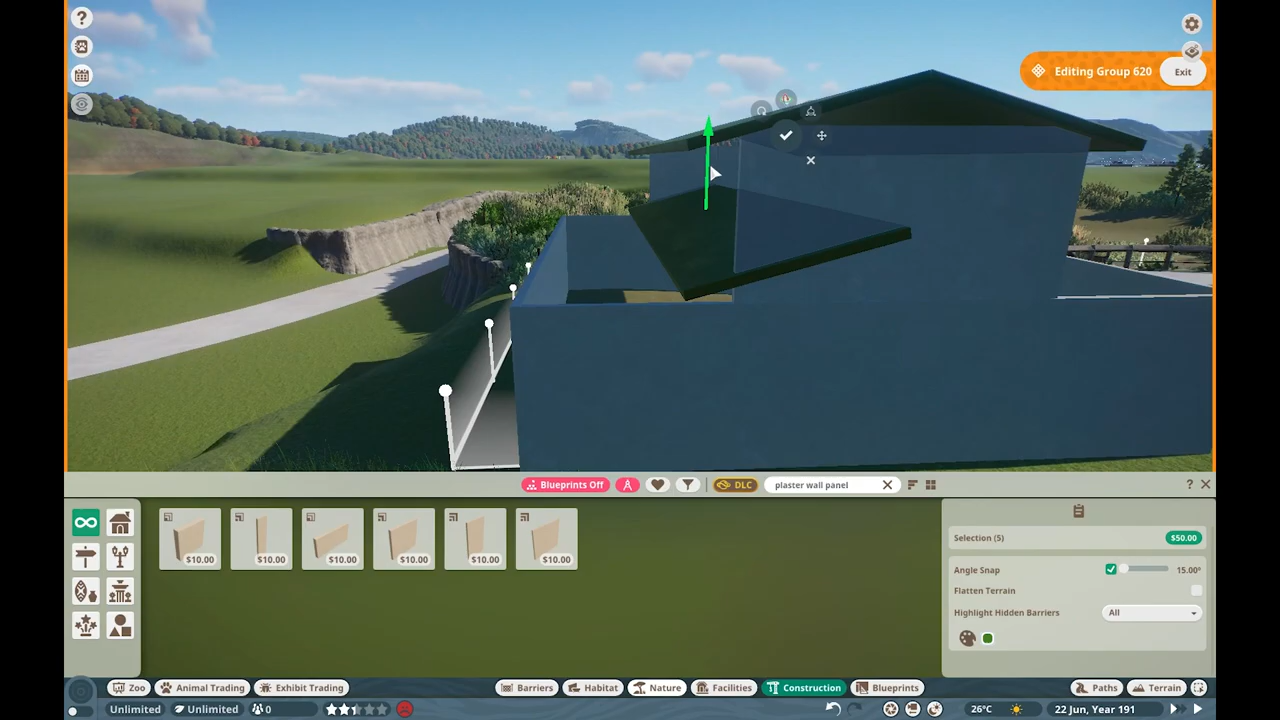 ?
Editing Group 620 Exit
Blueprints Off DLC plaster wall panel
?
$10.00 $10.00 $10.00 $10.00 $10.00 $10.00
Selection (5) $50.00
Angle Snap 15.00°
Flatten Terrain
Highlight Hidden Barriers All
Zoo Animal Trading Exhibit Trading Barriers Habitat Nature Facilities Construction Blueprints Paths Terrain
Unlimited Unlimited 0 26°C 22 Jun, Year 191